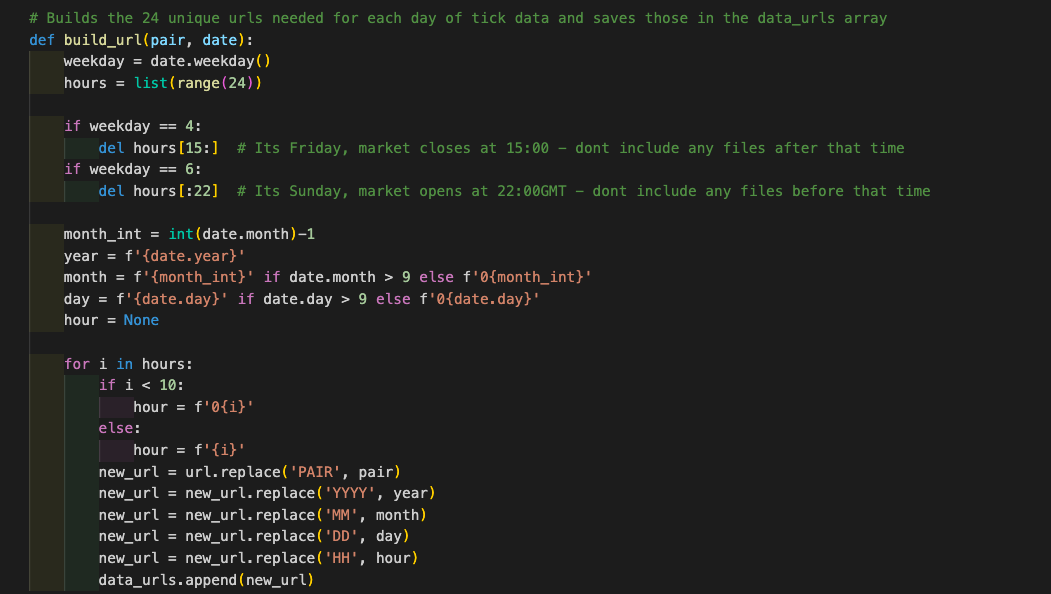 # Builds the 24 unique urls needed for each day of tick data and saves those in the data_urls array
def build_url(pair, date):
    weekday = date.weekday()
    hours = list(range(24))

    if weekday == 4:
        del hours[15:]  # Its Friday, market closes at 15:00 – dont include any files after that time
    if weekday == 6:
        del hours[:22]  # Its Sunday, market opens at 22:00GMT – dont include any files before that time

    month_int = int(date.month)-1
    year = f'{date.year}'
    month = f'{month_int}' if date.month > 9 else f'0{month_int}'
    day = f'{date.day}' if date.day > 9 else f'0{date.day}'
    hour = None

    for i in hours:
        if i < 10:
            hour = f'0{i}'
        else:
            hour = f'{i}'
        new_url = url.replace('PAIR', pair)
        new_url = new_url.replace('YYYY', year)
        new_url = new_url.replace('MM', month)
        new_url = new_url.replace('DD', day)
        new_url = new_url.replace('HH', hour)
        data_urls.append(new_url)